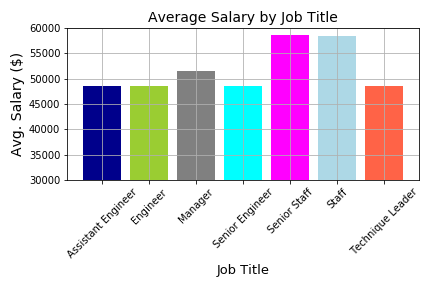 Average Salary by Job Title
Avg. Salary ($)
60000
55000
50000
45000
40000
35000
30000
Assistant Engineer
Engineer
Manager
Senior Engineer
Senior Staff
Staff
Technique Leader
Job Title